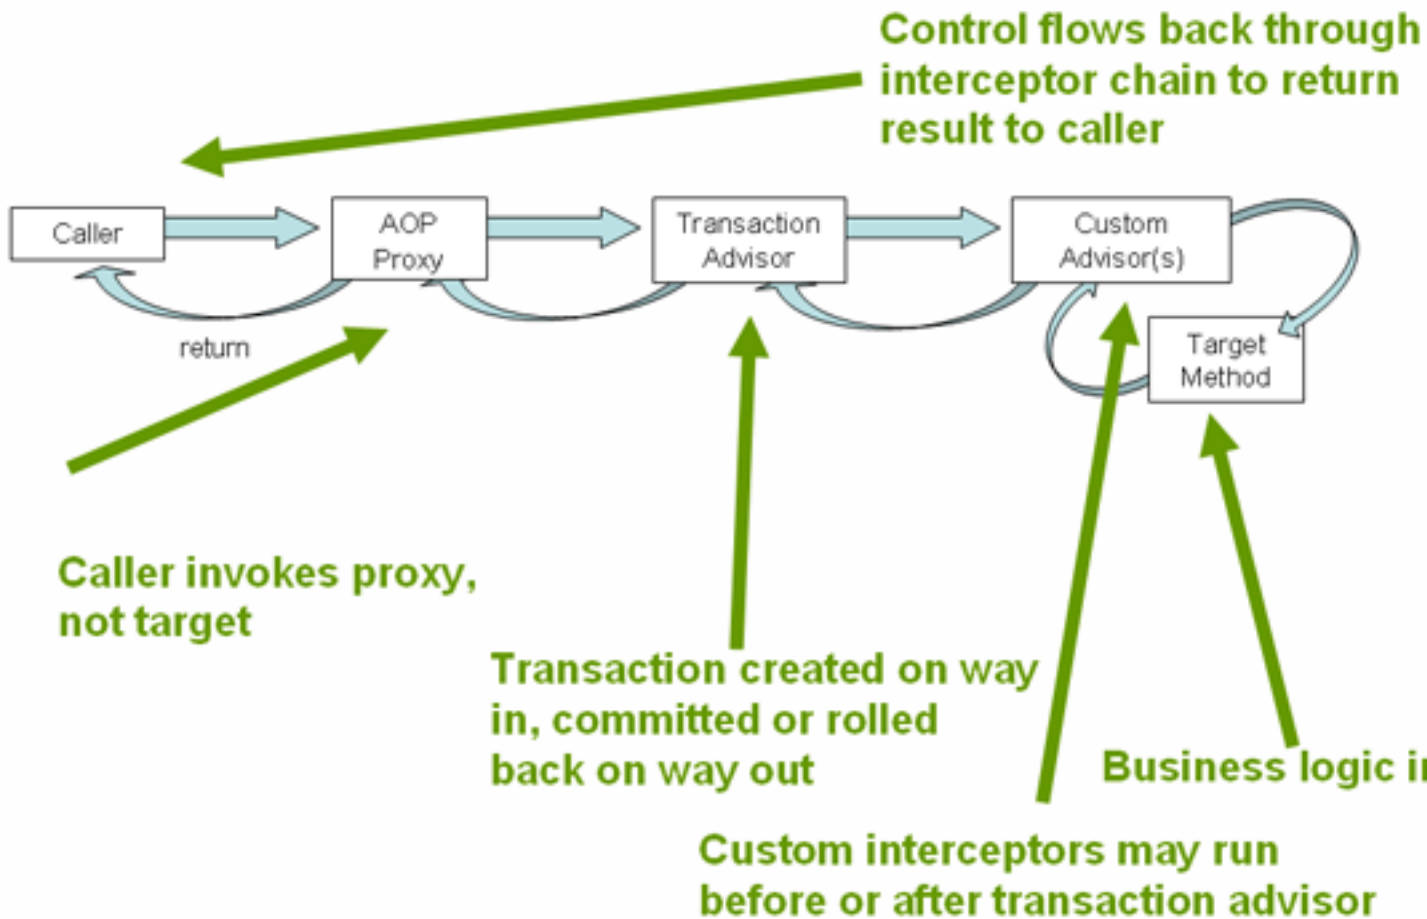 Control flows back through
interceptor chain to return
result to caller
Caller
AOP
Proxy
Transaction
Advisor
Custom
Advisor(s)
return
Target
Method
Caller invokes proxy,
not target
Transaction created on way
in, committed or rolled
back on way out
Business logic
Custom interceptors may run
before or after transaction advisor